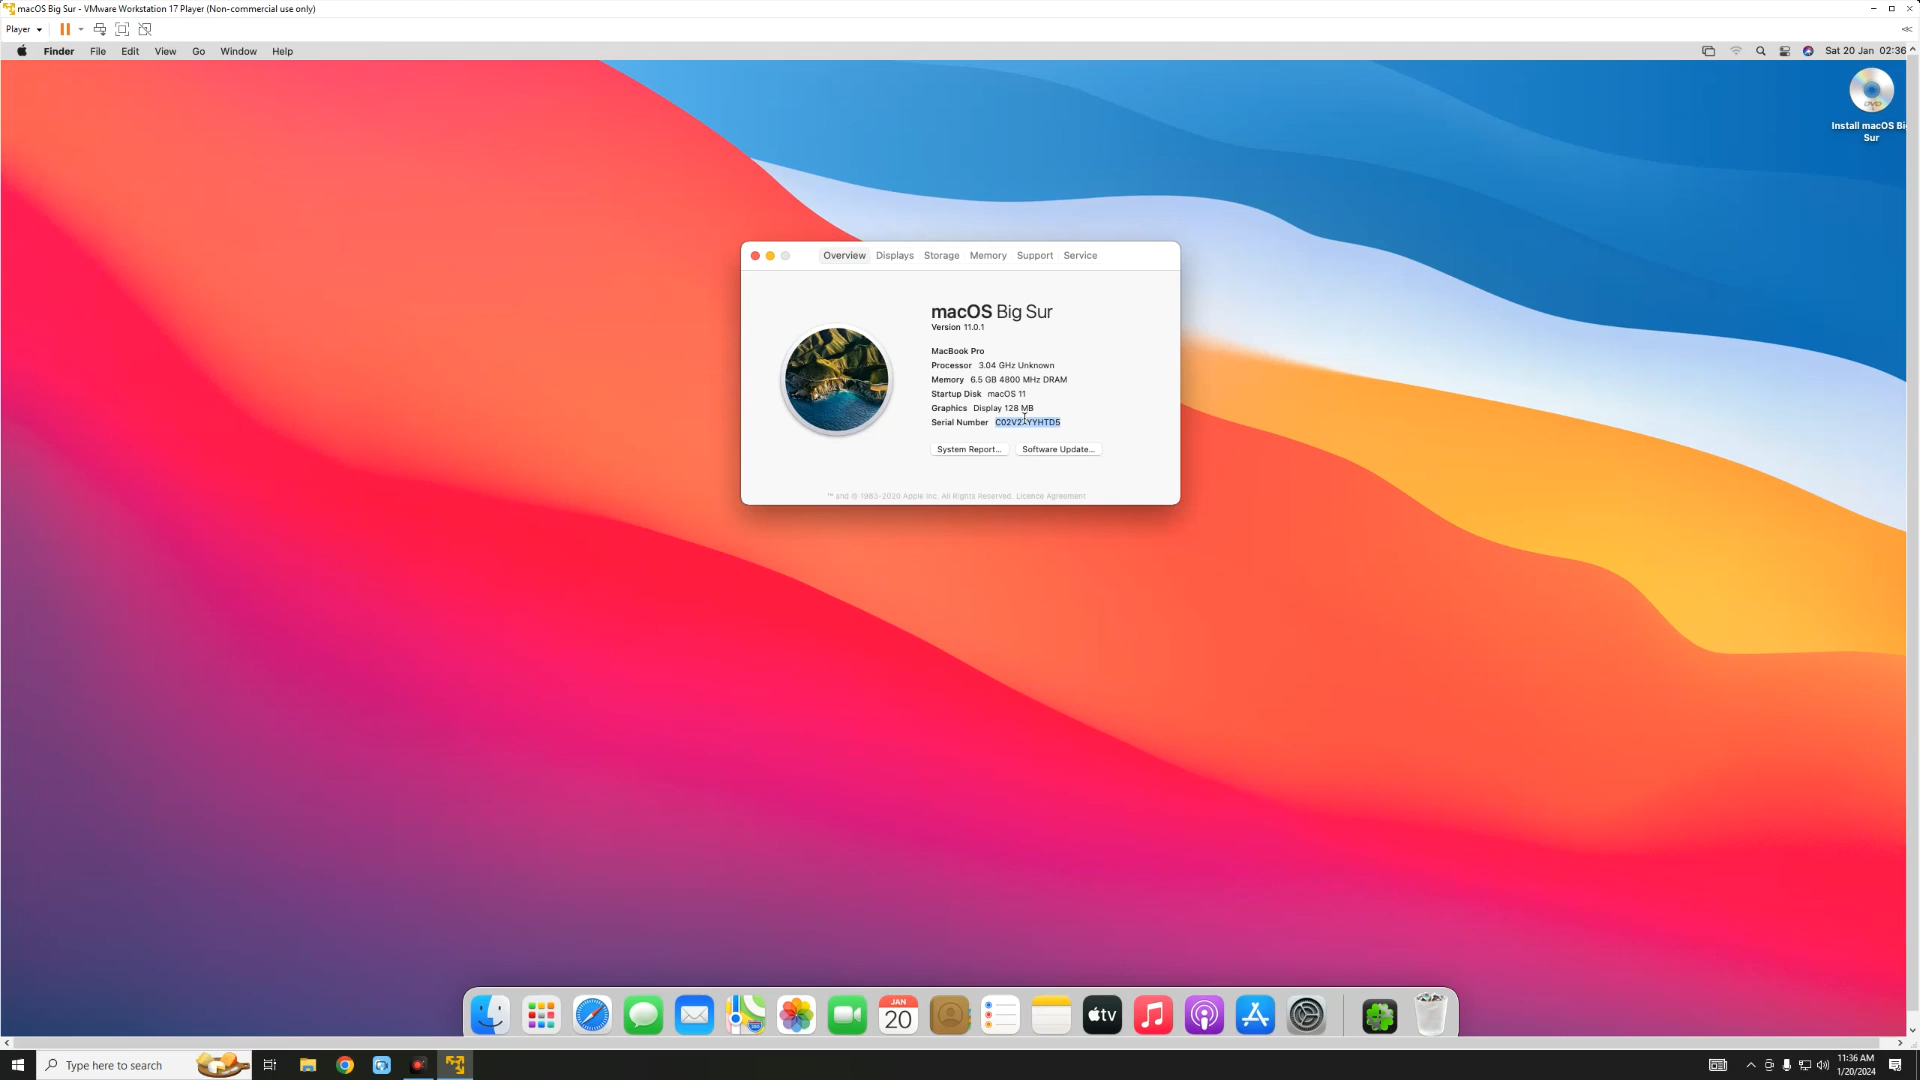 macOS Big Sur - VMware Workstation 17 Player (Non-commercial use only)
Player
Finder File Edit View Go Window Help
Sat 20 Jan 02:36
DVD
Install macOS Big
Sur
Overview Displays Storage Memory Support Service
macOS Big Sur
Version 11.0.1
MacBook Pro
Processor 3.04 GHz Unknown
Memory 6.5 GB 4800 MHz DRAM
Startup Disk macOS 11
Graphics Display 128 MB
Serial Number
System Report... Software Update...
™ and © 1983-2020 Apple Inc. All Rights Reserved. Licence Agreement
JAN
20
tv
Type here to search
11:36 AM
1/20/2024